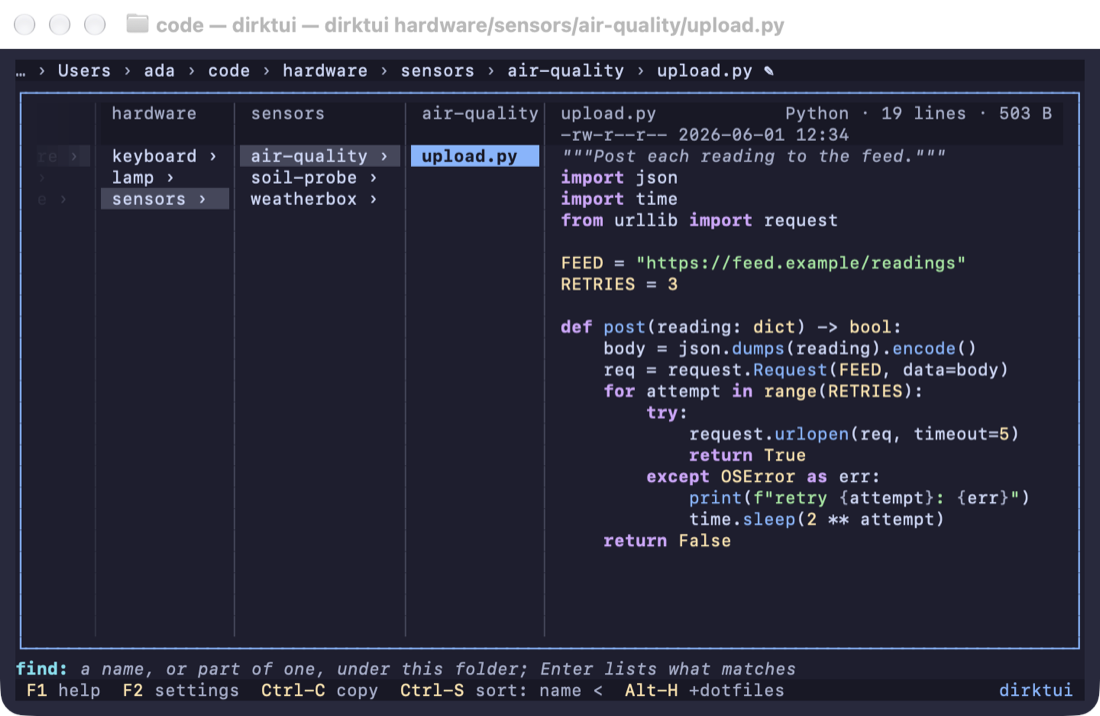 code — dirktui — dirktui hardware/sensors/air-quality/upload.py
… › Users › ada › code › hardware › sensors › air-quality › upload.py ✎
hardware
keyboard ›
lamp ›
sensors ›
sensors
air-quality ›
soil-probe ›
weatherbox ›
air-quality
upload.py
upload.py Python · 19 lines · 503 B
-rw-r--r-- 2026-06-01 12:34
"""Post each reading to the feed."""
import json
import time
from urllib import request

FEED = "https://feed.example/readings"
RETRIES = 3

def post(reading: dict) -> bool:
    body = json.dumps(reading).encode()
    req = request.Request(FEED, data=body)
    for attempt in range(RETRIES):
        try:
            request.urlopen(req, timeout=5)
            return True
        except OSError as err:
            print(f"retry {attempt}: {err}")
            time.sleep(2 ** attempt)
    return False
find: a name, or part of one, under this folder; Enter lists what matches
F1 help F2 settings Ctrl-C copy Ctrl-S sort: name < Alt-H +dotfiles dirktui